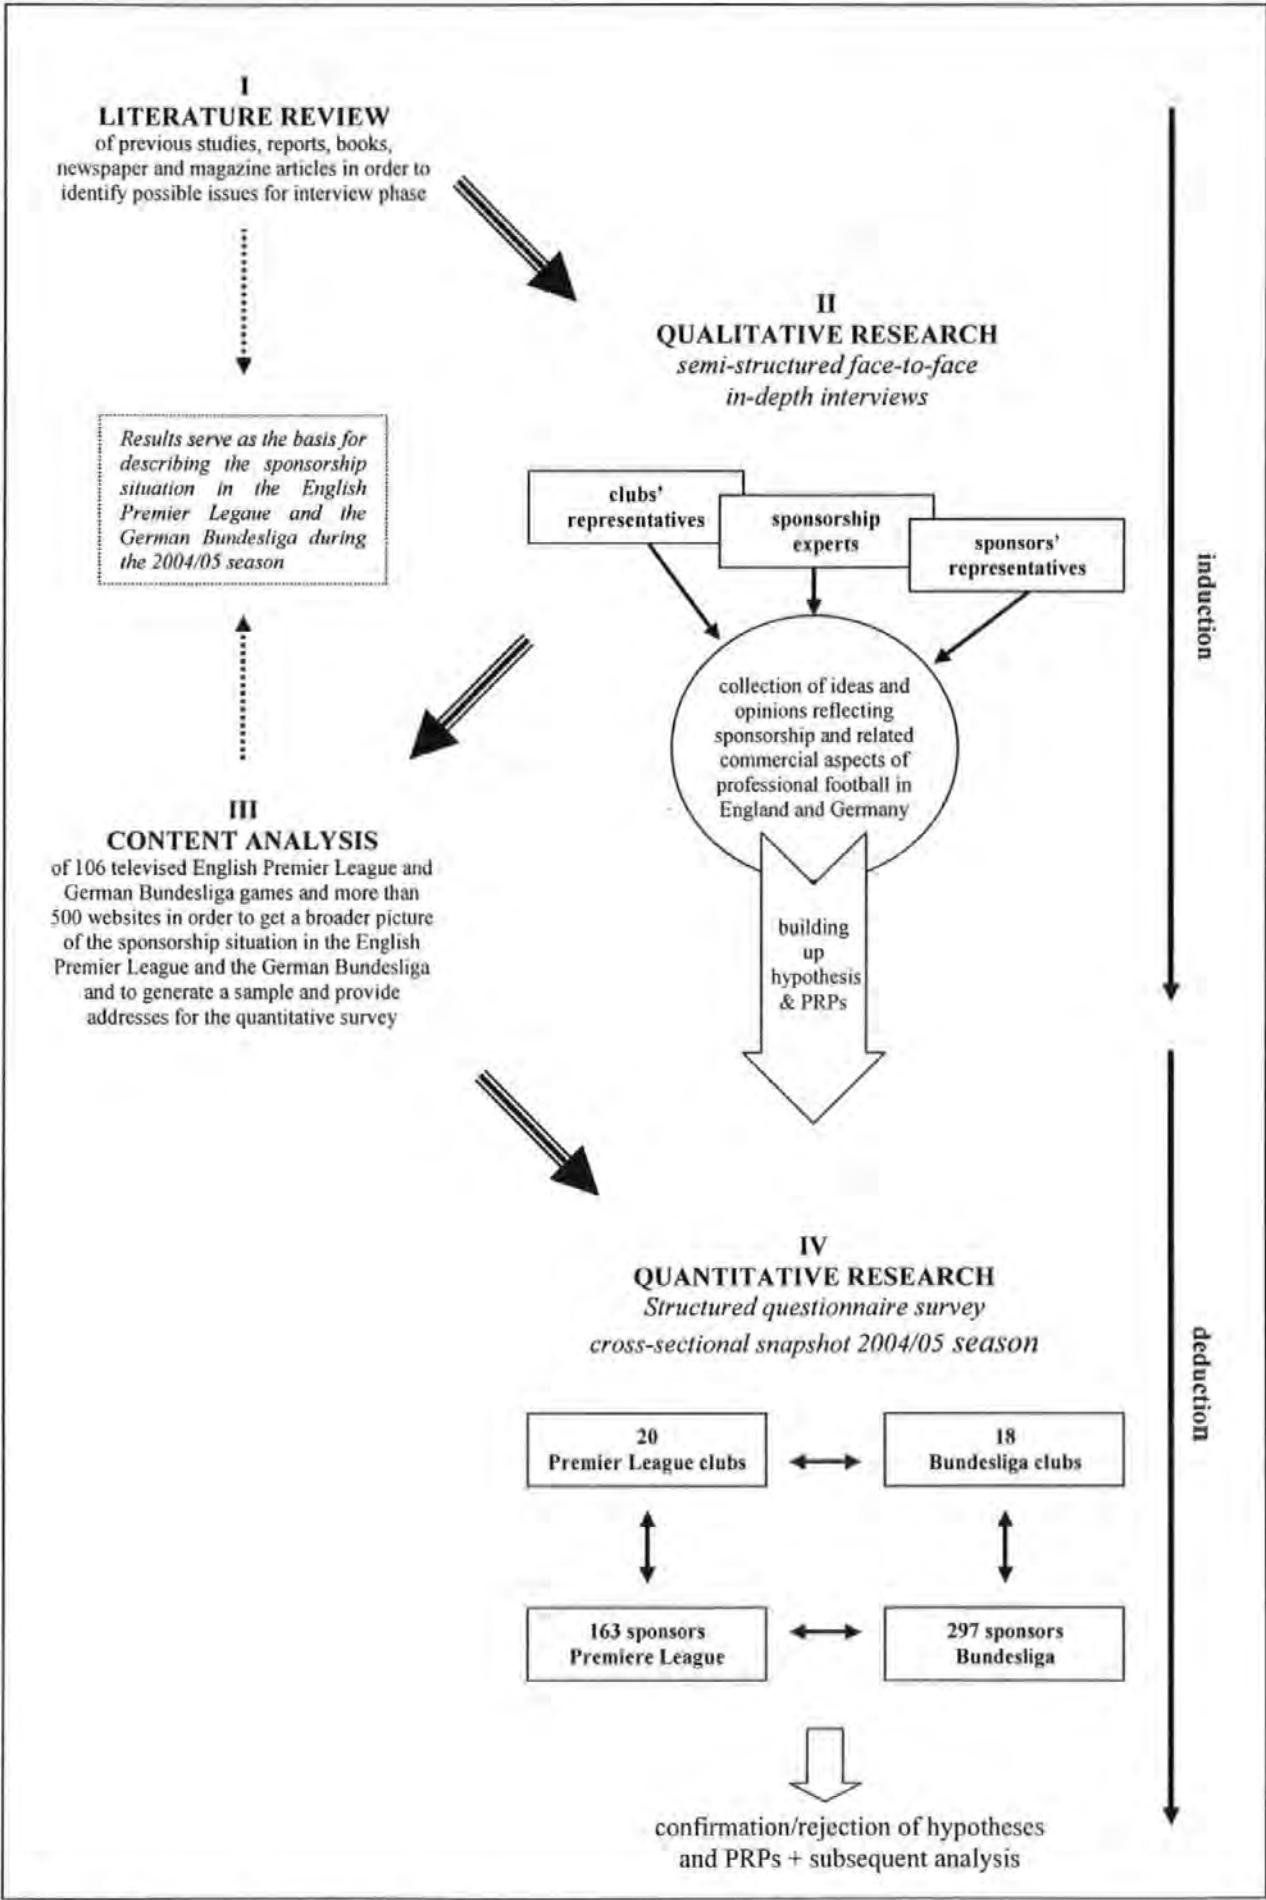 I
LITERATURE REVIEW
of previous studies, reports, books,
newspaper and magazine articles in order to
identify possible issues for interview phase
II
QUALITATIVE RESEARCH
semi-structured face-to-face
in-depth interviews
Results serve as the basis for
describing the sponsorship
situation in the English
Premier Legaue and the
German Bundesliga during
the 2004/05 season
clubs'
representatives
sponsorship
experts
sponsors'
representatives
induction
collection of ideas and
opinions reflecting
sponsorship and related
commercial aspects of
professional football in
England and Germany
III
CONTENT ANALYSIS
of 106 televised English Premier League and
German Bundesliga games and more than
500 websites in order to get a broader picture
of the sponsorship situation in the English
Premier League and the German Bundesliga
and to generate a sample and provide
addresses for the quantitative survey
building
up
hypothesis
& PRPs
IV
QUANTITATIVE RESEARCH
Structured questionnaire survey
cross-sectional snapshot 2004/05 season
deduction
20
Premier League clubs
18
Bundesliga clubs
163 sponsors
Premiere League
297 sponsors
Bundesliga
confirmation/rejection of hypotheses
and PRPs + subsequent analysis